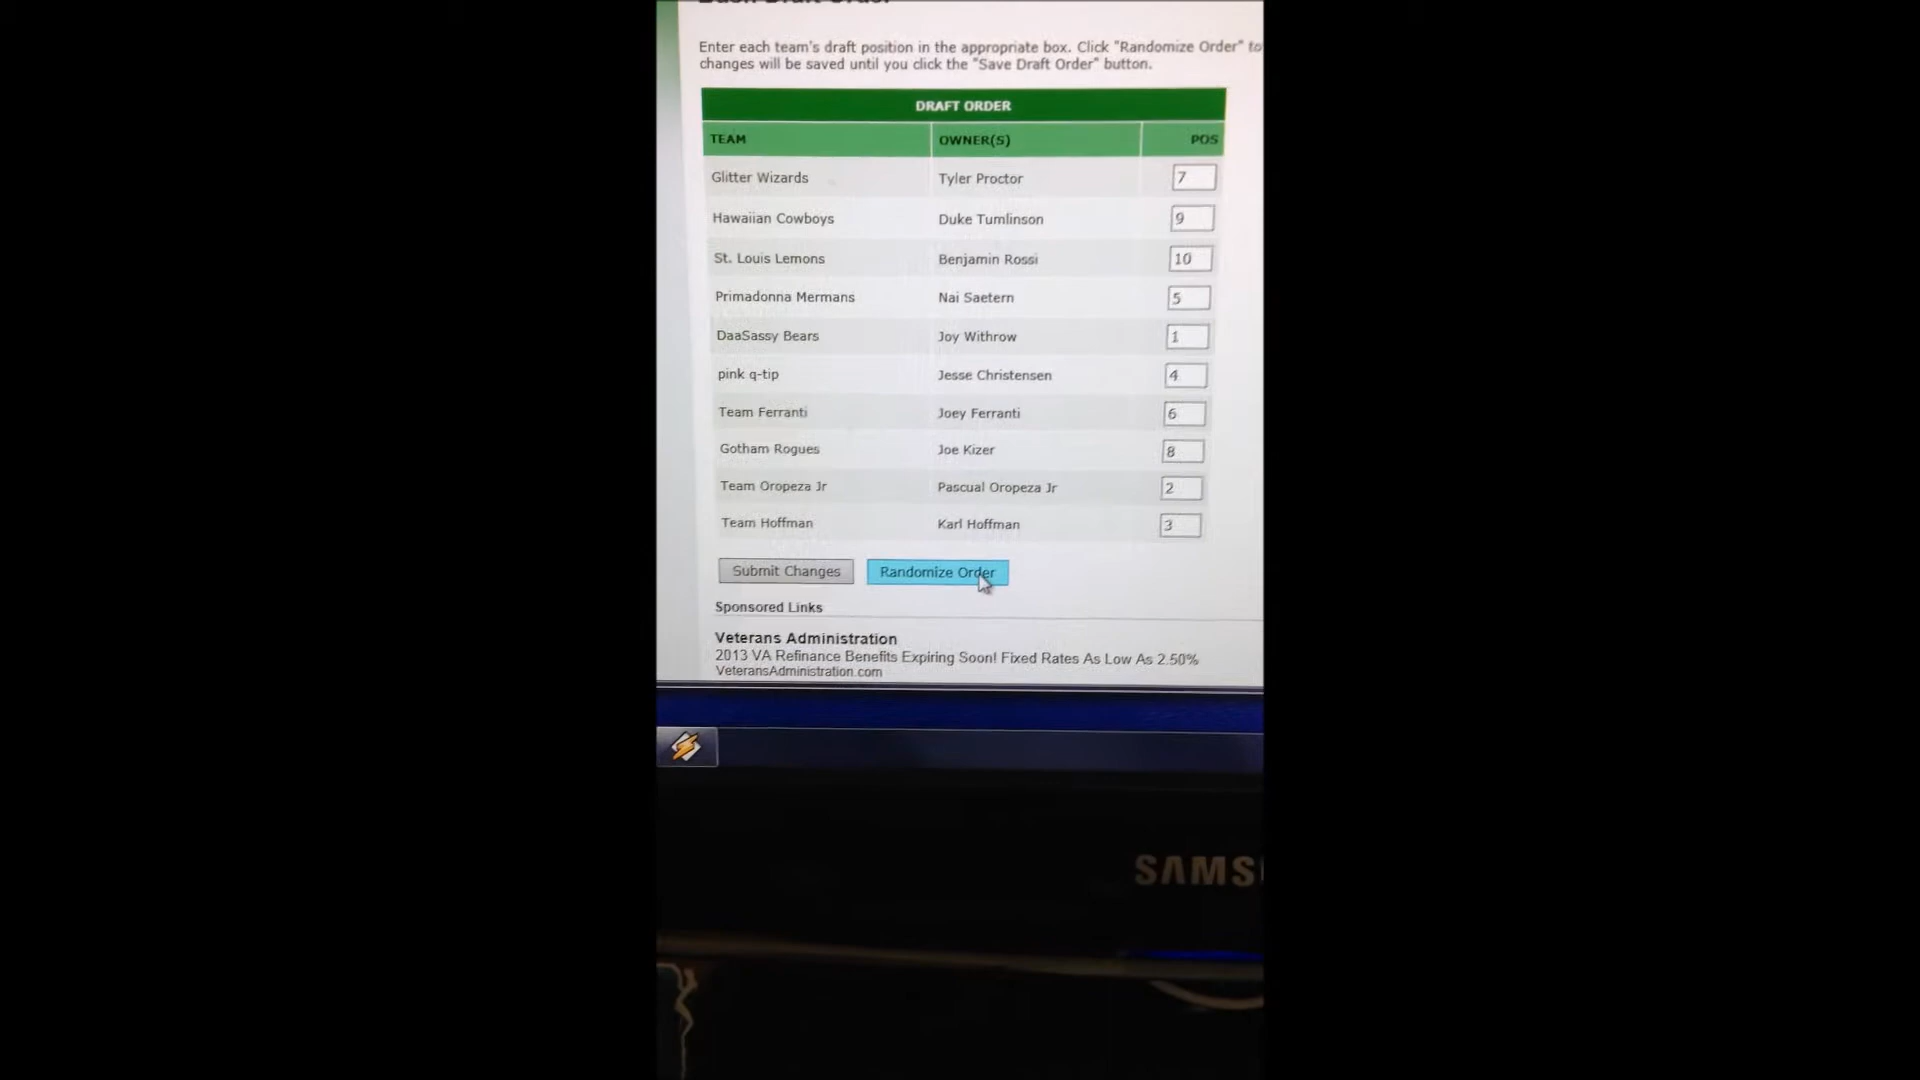 Enter each team's draft position in the appropriate box. Click "Randomize Order" to
changes will be saved until you click the "Save Draft Order" button.
DRAFT ORDER
TEAM OWNER(S) POS
Glitter Wizards Tyler Proctor 7
Hawaiian Cowboys Duke Tumlinson 9
St. Louis Lemons Benjamin Rossi 10
Primadonna Mermans Nai Saetern 5
DaaSassy Bears Joy Withrow 1
pink q-tip Jesse Christensen 4
Team Ferranti Joey Ferranti 6
Gotham Rogues Joe Kizer 8
Team Oropeza Jr Pascual Oropeza Jr 2
Team Hoffman Karl Hoffman 3
Submit Changes Randomize Order
Sponsored Links
Veterans Administration
2013 VA Refinance Benefits Expiring Soon! Fixed Rates As Low As 2.50%
VeteransAdministration.com
SAMS